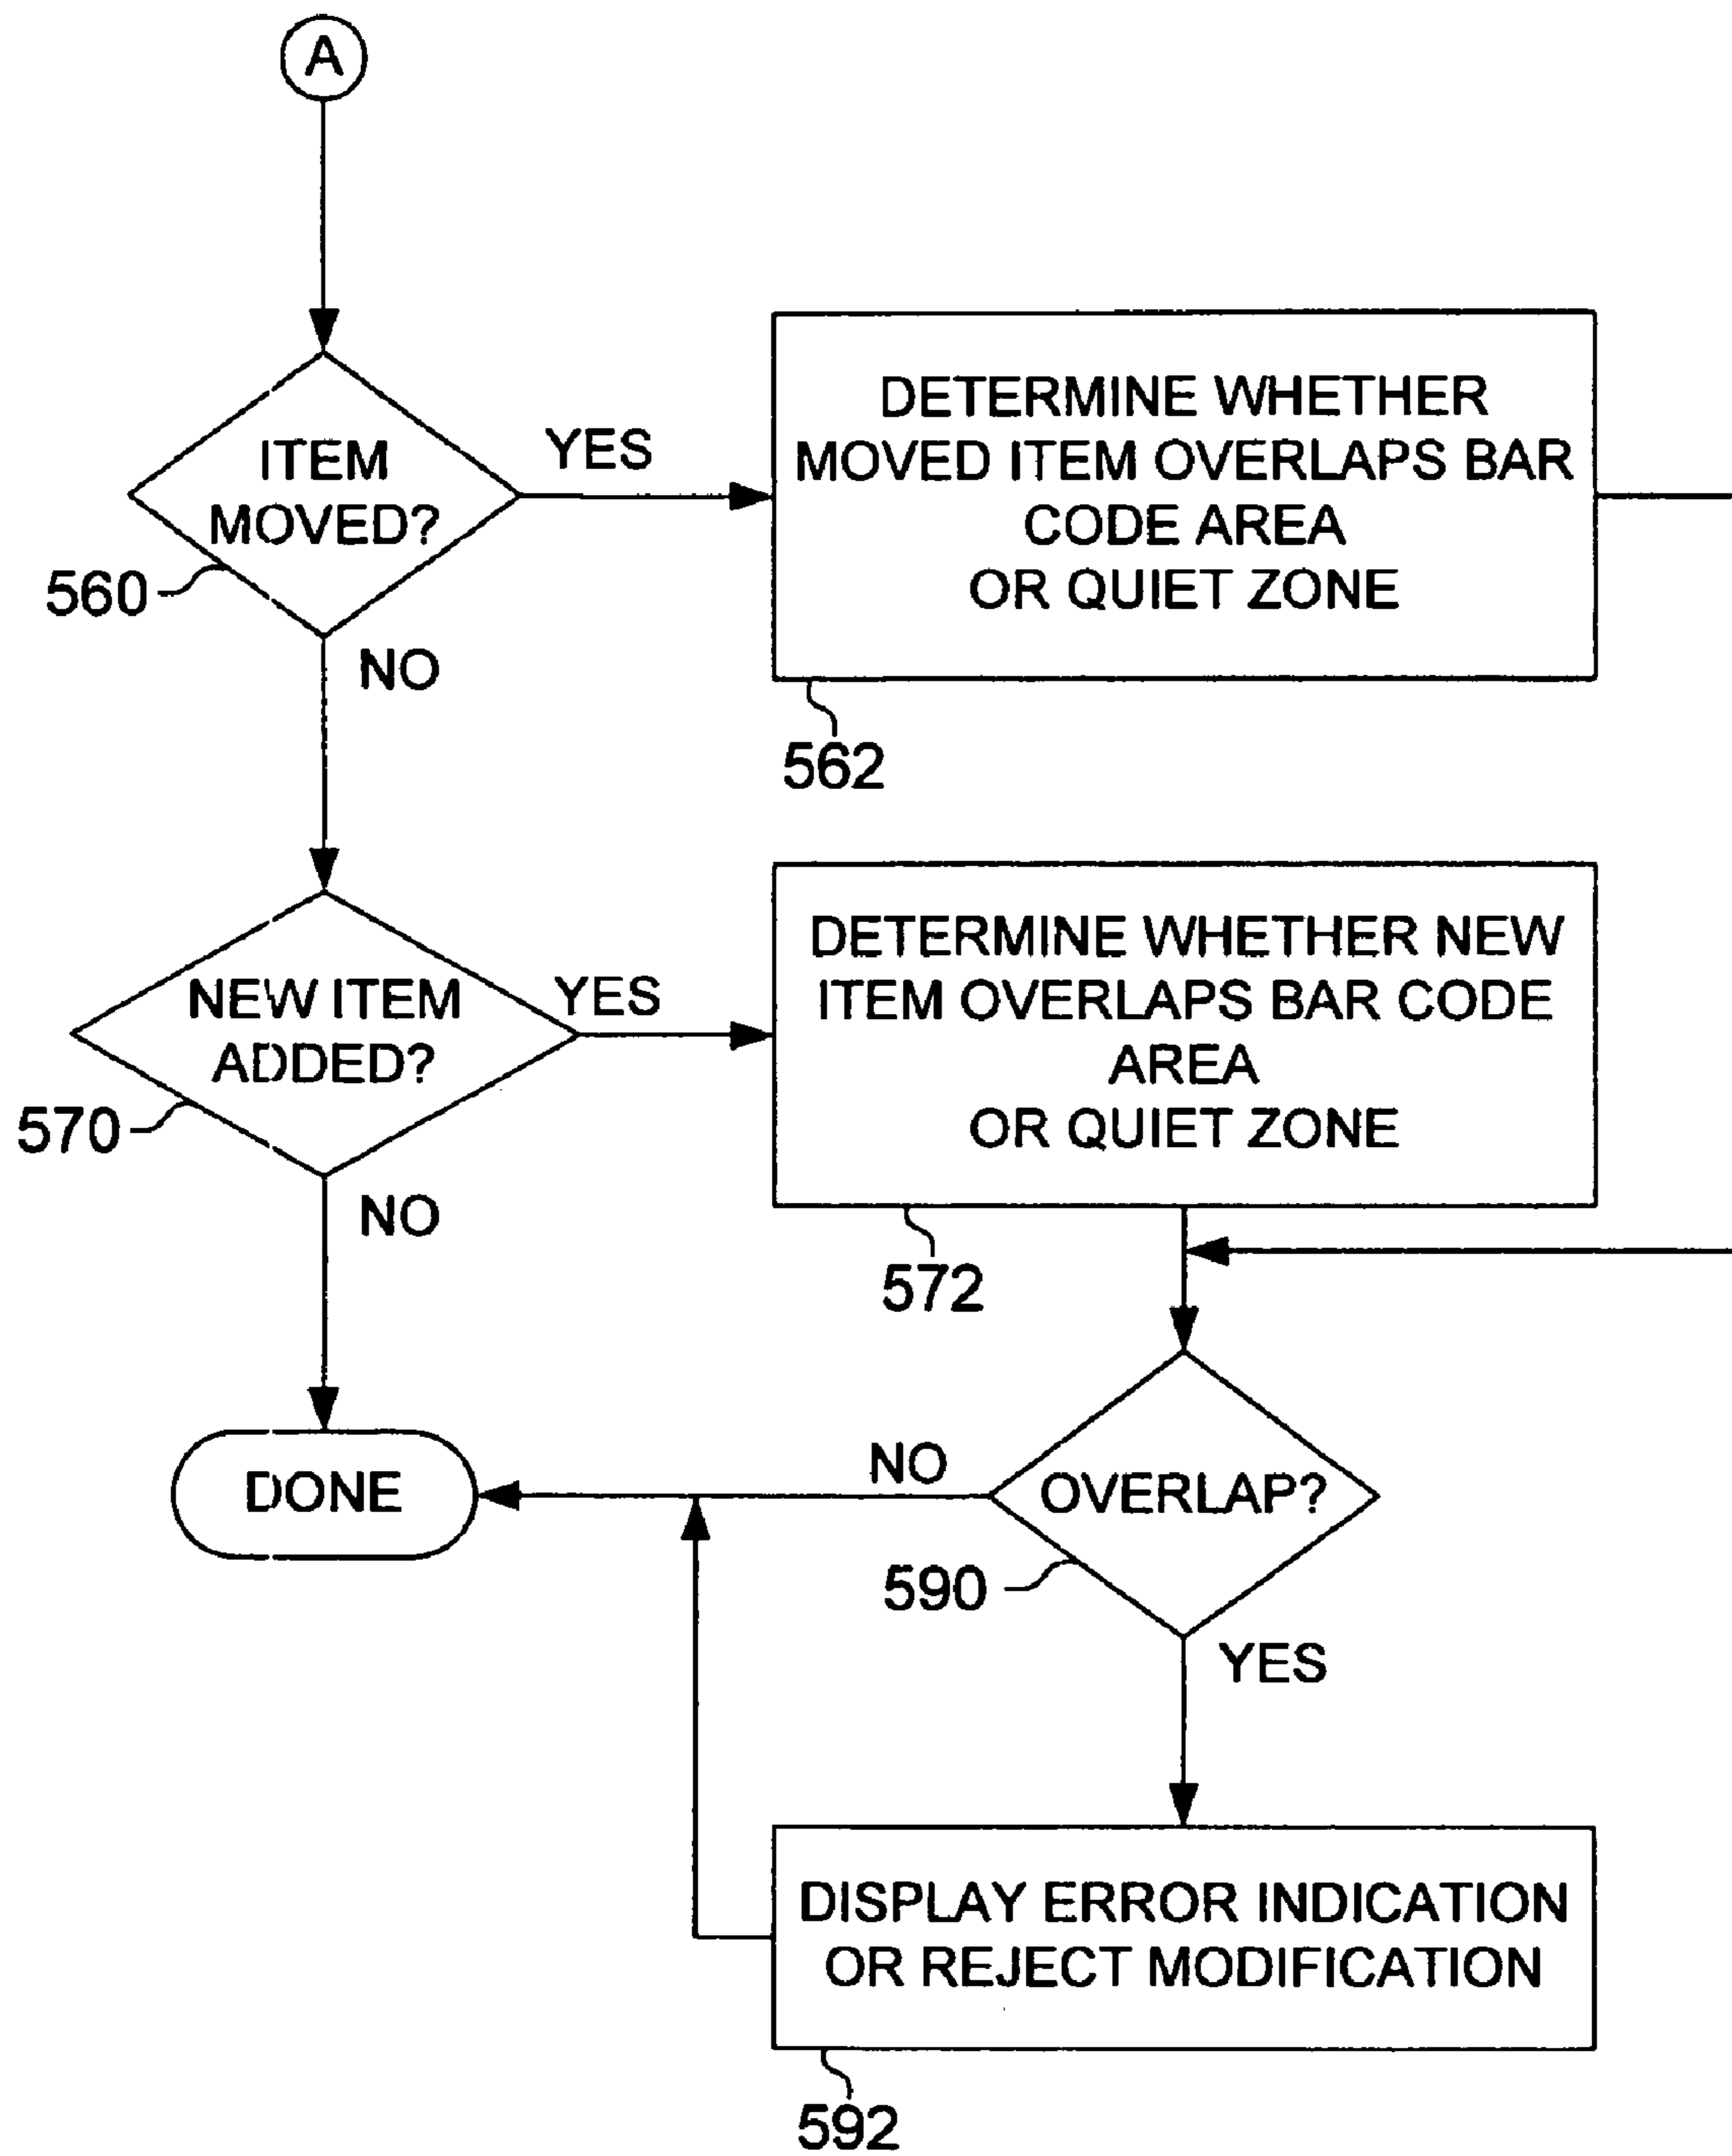 A
ITEM
MOVED?
YES
560
NO
DETERMINE WHETHER
MOVED ITEM OVERLAPS BAR
CODE AREA
OR QUIET ZONE
562
NEW ITEM
ADDED?
YES
570
NO
DETERMINE WHETHER NEW
ITEM OVERLAPS BAR CODE
AREA
OR QUIET ZONE
572
DONE
NO
OVERLAP?
590
YES
DISPLAY ERROR INDICATION
OR REJECT MODIFICATION
592